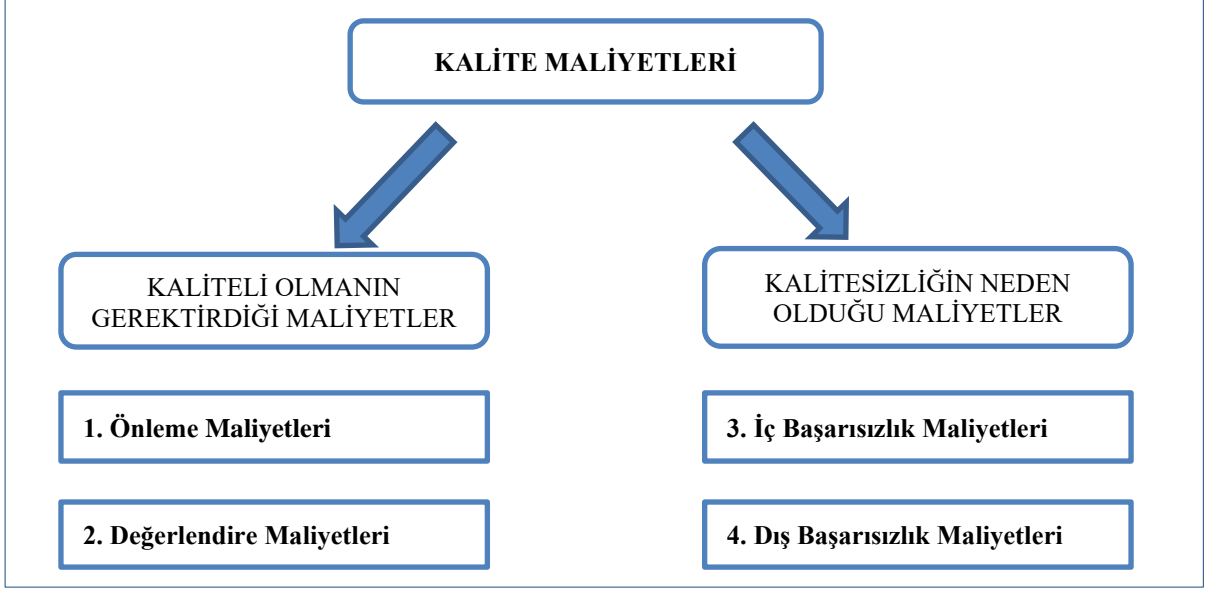 KALİTE MALİYETLERİ
KALİTELİ OLMANIN
GEREKTİRDİĞİ MALİYETLER
KALİTESİZLİĞİN NEDEN
OLDUĞU MALİYETLER
1. Önleme Maliyetleri
3. İç Başarısızlık Maliyetleri
2. Değerlendire Maliyetleri
4. Dış Başarısızlık Maliyetleri